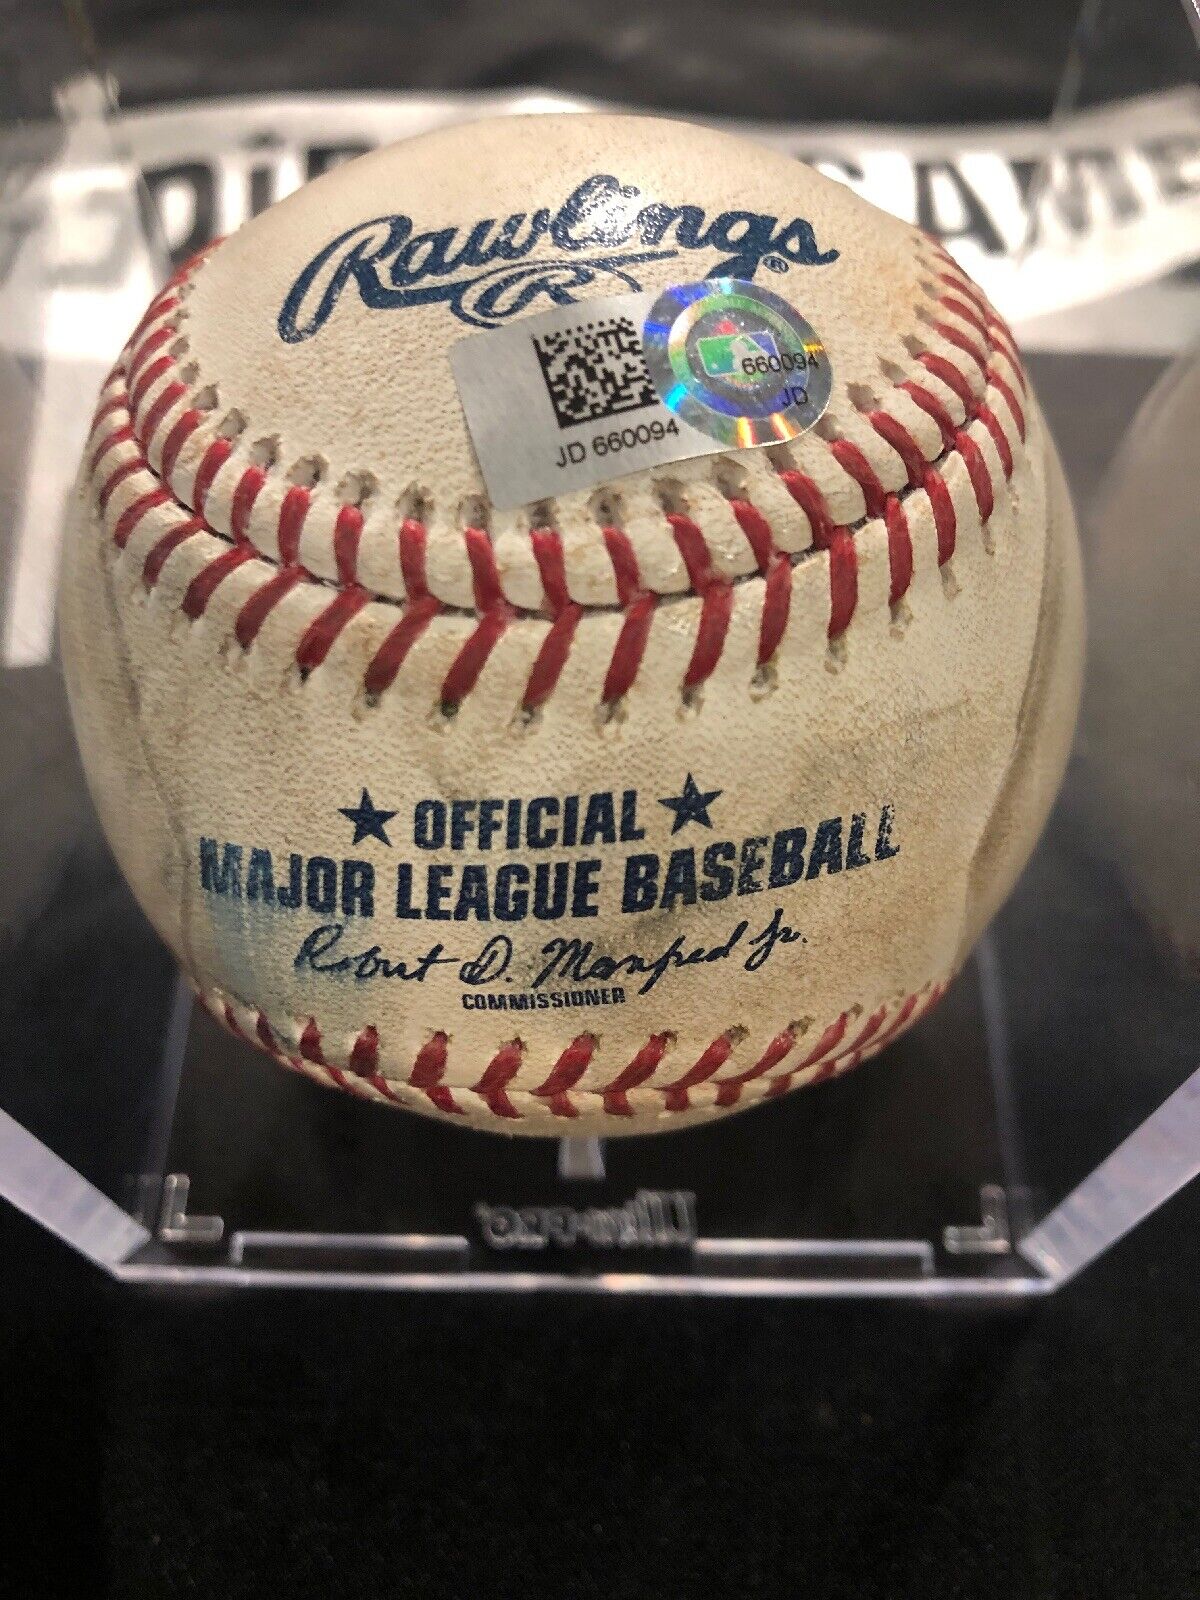 Rawlings®
R
660094
JD
JD 660094
★ OFFICIAL ★
MAJOR LEAGUE BASEBALL
Robert D. Manfred Jr.
COMMISSIONER